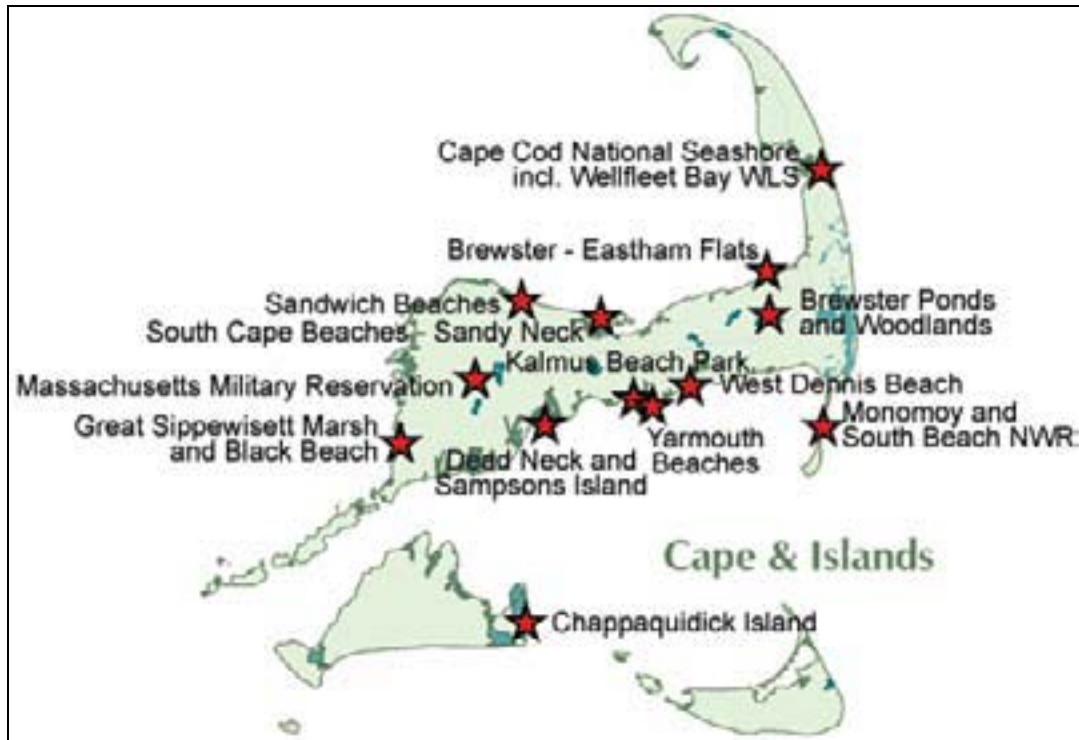 Cape Cod National Seashore
incl. Wellfleet Bay WLS
Brewster - Eastham Flats
Sandwich Beaches
Brewster Ponds
and Woodlands
South Cape Beaches
Sandy Neck
Kalmus Beach Park
Massachusetts Military Reservation
West Dennis Beach
Great Sippewisett Marsh
and Black Beach
Monomoy and
South Beach NWR
Yarmouth
Beaches
Dead Neck and
Sampsons Island
Cape & Islands
Chappaquidick Island